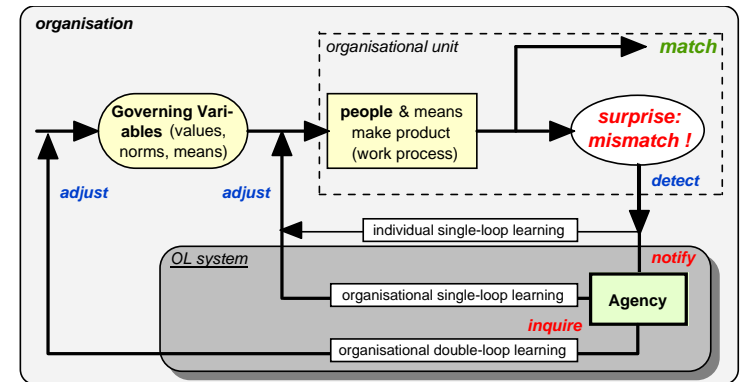 organisation
organisational unit
match
Governing Vari-
ables (values,
norms, means)
people & means
make product
(work process)
surprise:
mismatch !
adjust
adjust
detect
individual single-loop learning
OL system
notify
organisational single-loop learning
Agency
inquire
organisational double-loop learning